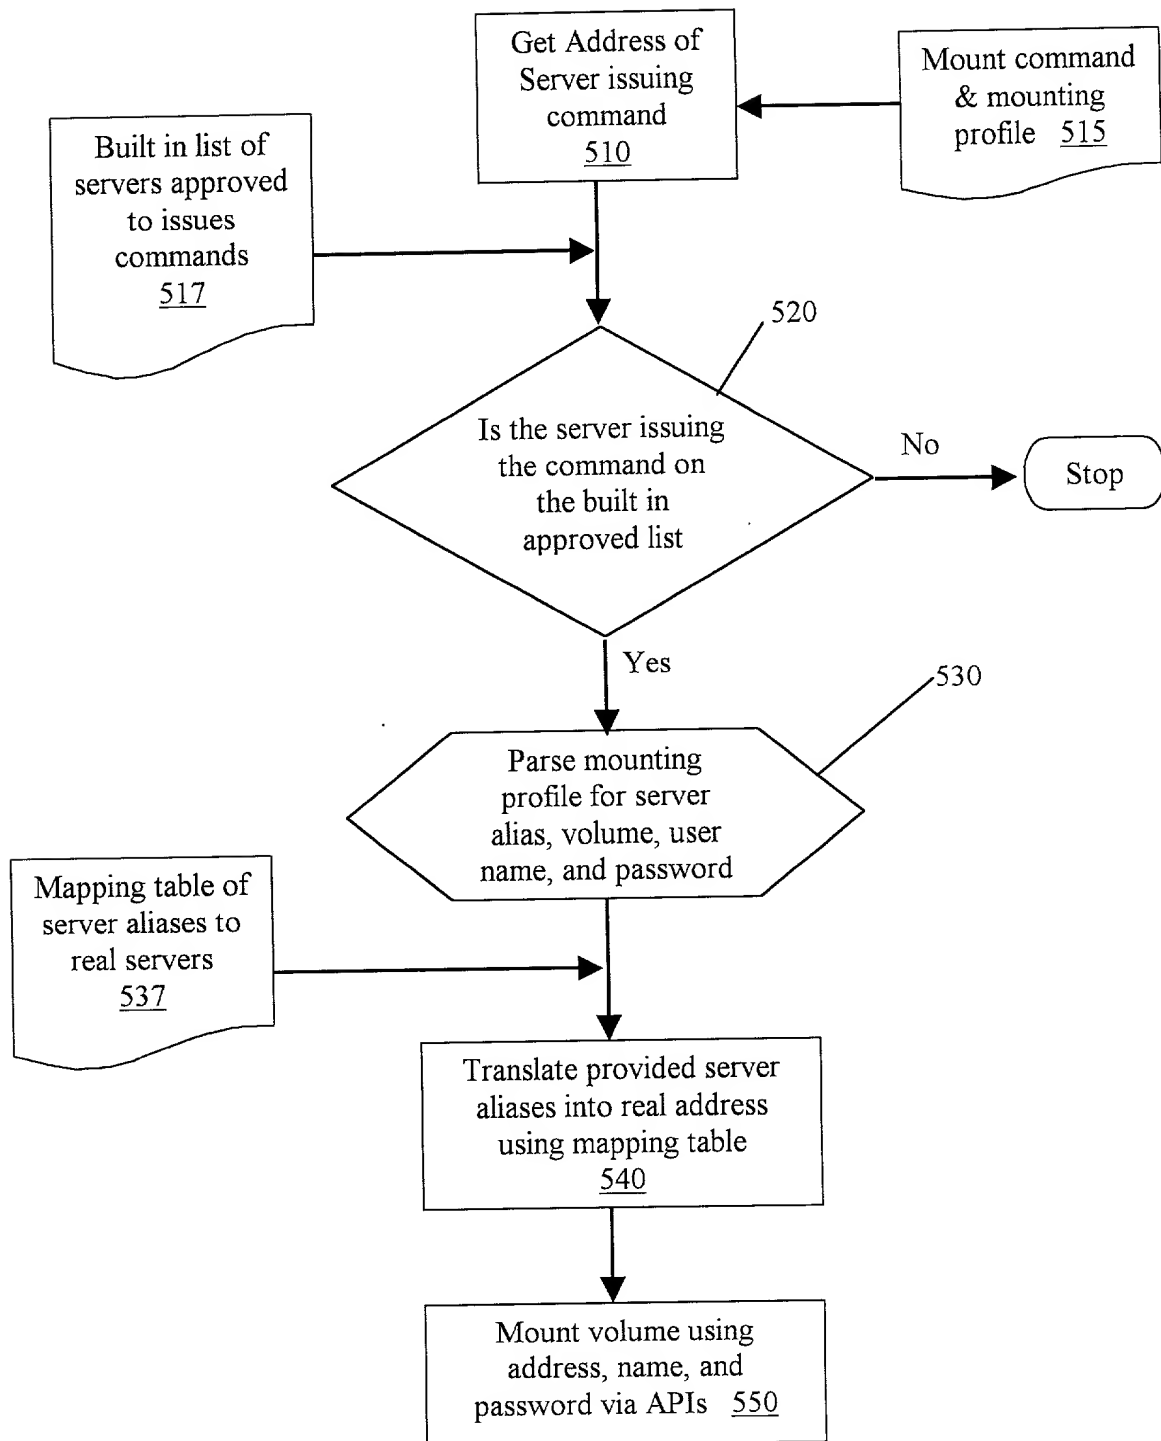 Get Address of
Server issuing
command
510
Mount command
& mounting
profile 515
Built in list of
servers approved
to issues
commands
517
520
Is the server issuing
the command on
the built in
approved list
No
Stop
Yes
530
Parse mounting
profile for server
alias, volume, user
name, and password
Mapping table of
server aliases to
real servers
537
Translate provided server
aliases into real address
using mapping table
540
Mount volume using
address, name, and
password via APIs 550